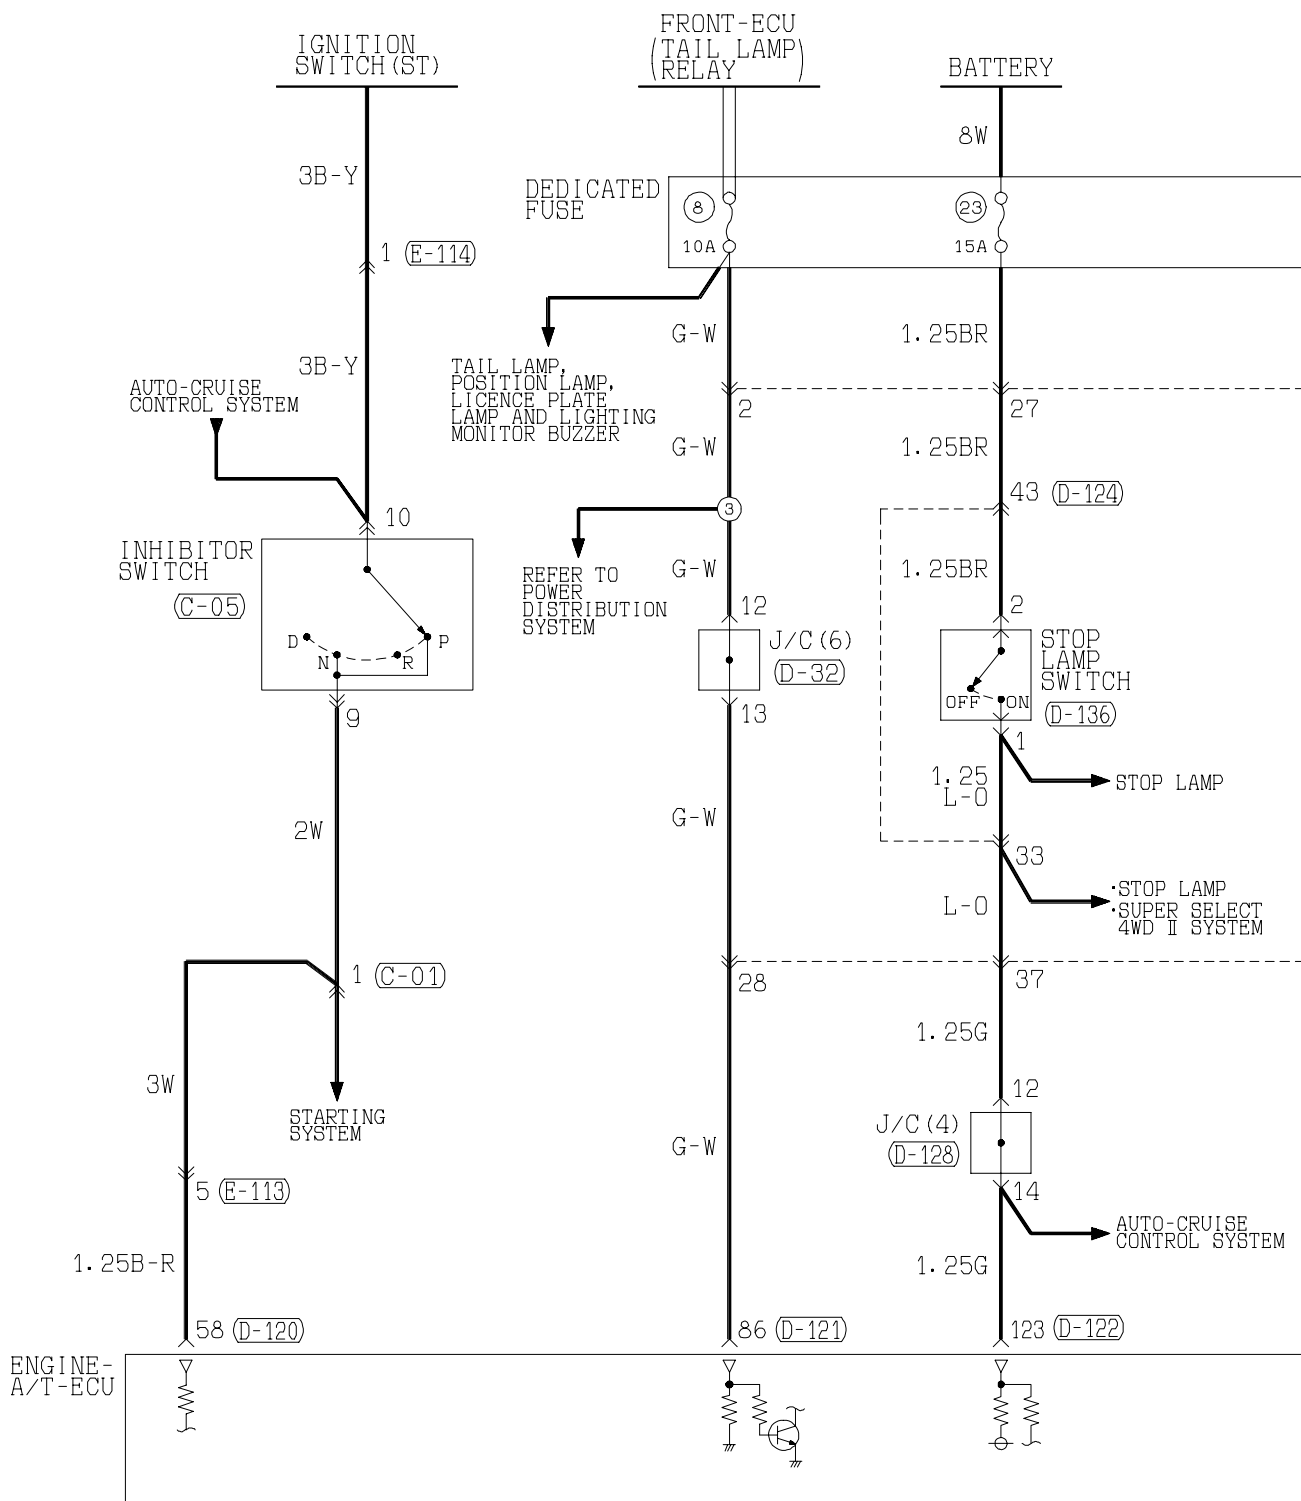 IGNITION
SWITCH(ST)
FRONT-ECU
(TAIL LAMP)
(RELAY)
BATTERY
8W
3B-Y
DEDICATED
FUSE
8
10A
23
15A
1 (E-114)
G-W
1.25BR
3B-Y
TAIL LAMP,
POSITION LAMP,
LICENCE PLATE
LAMP AND LIGHTING
MONITOR BUZZER
AUTO-CRUISE
CONTROL SYSTEM
2
27
G-W
1.25BR
43 (D-124)
10
3
INHIBITOR
SWITCH
(C-05)
REFER TO
POWER
DISTRIBUTION
SYSTEM
G-W
1.25BR
12
2
D
N
R
P
J/C(6)
(D-32)
STOP
LAMP
SWITCH
(D-136)
OFF
ON
9
13
1
1.25
L-O
STOP LAMP
2W
G-W
33
L-O
·STOP LAMP
·SUPER SELECT
4WD Ⅱ SYSTEM
1 (C-01)
28
37
1.25G
3W
STARTING
SYSTEM
12
J/C(4)
(D-128)
G-W
5 (E-113)
14
AUTO-CRUISE
CONTROL SYSTEM
1.25B-R
1.25G
58 (D-120)
86 (D-121)
123 (D-122)
ENGINE-
A/T-ECU